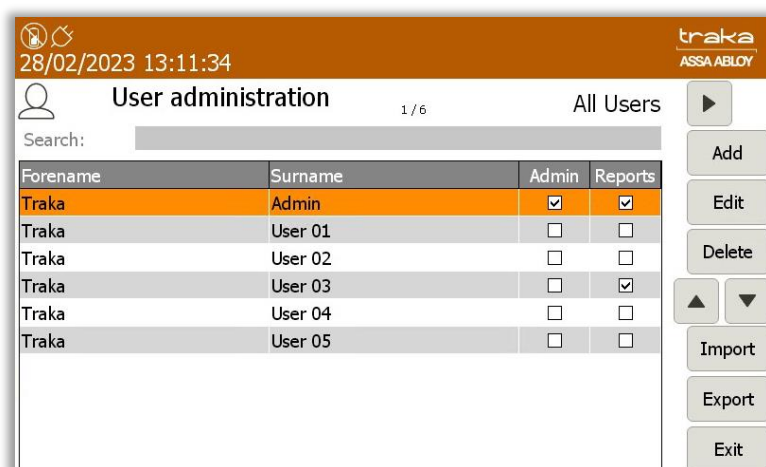 28/02/2023 13:11:34
traka
ASSA ABLOY
User administration 1/6 All Users
Search:
Forename Surname Admin Reports
Traka Admin
Traka User 01
Traka User 02
Traka User 03
Traka User 04
Traka User 05
Add
Edit
Delete
Import
Export
Exit